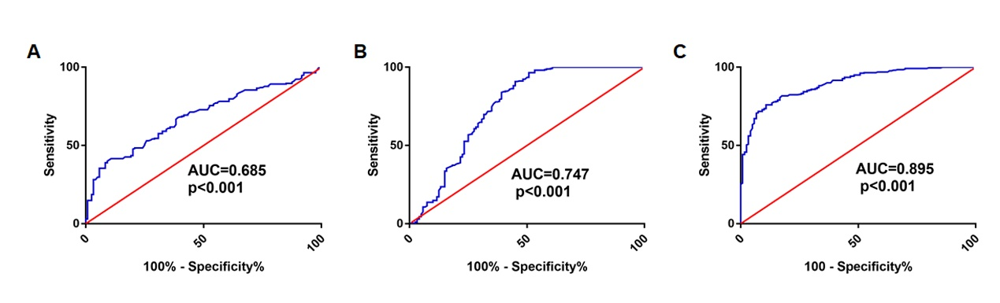 A
100
50
0
Sensitivity
AUC=0.685
p<0.001
0
50
100
100% - Specificity%
B
100
50
0
Sensitivity
AUC=0.747
p<0.001
0
50
100
100% - Specificity%
C
100
50
0
Sensitivity
AUC=0.895
p<0.001
0
50
100
100 - Specificity%